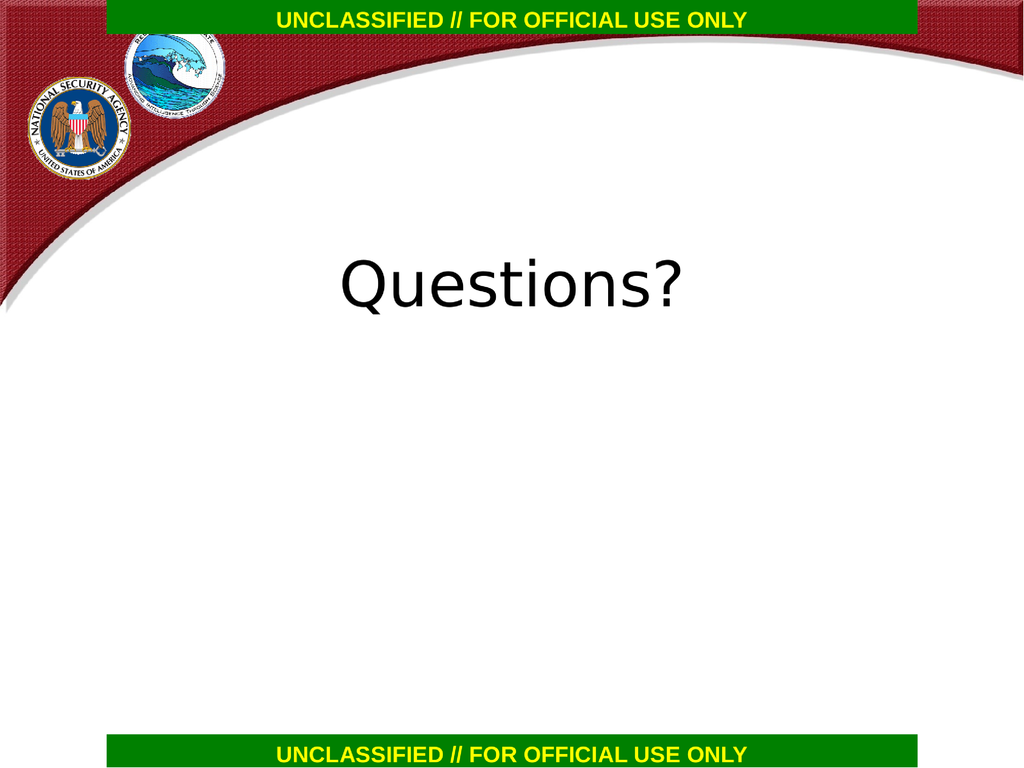 UNCLASSIFIED // FOR OFFICIAL USE ONLY
NATIONAL SECURITY AGENCY
UNITED STATES OF AMERICA
ADVANCING INTELLIGENCE THROUGH SCIENCE
Questions?
UNCLASSIFIED // FOR OFFICIAL USE ONLY